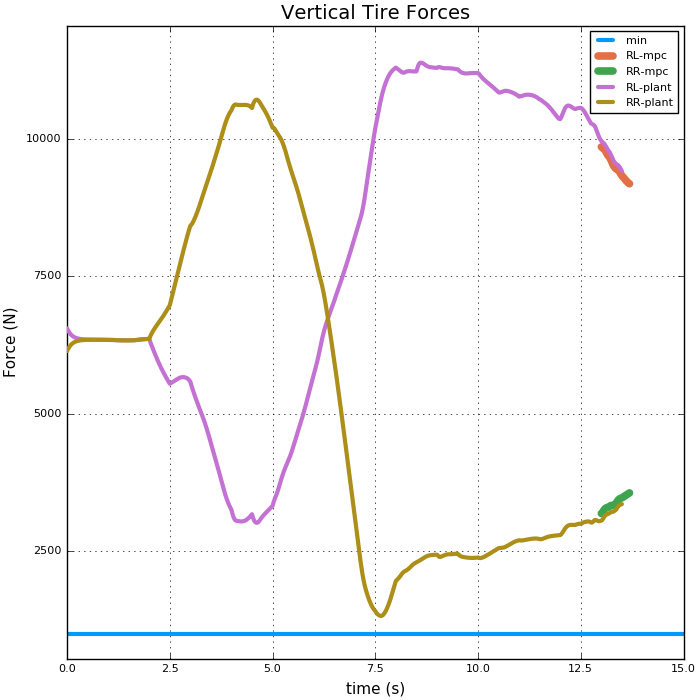 Vertical Tire Forces
min
RL-mpc
RR-mpc
RL-plant
RR-plant
10000
7500
5000
2500
Force (N)
0.0 2.5 5.0 7.5 10.0 12.5 15.0
time (s)